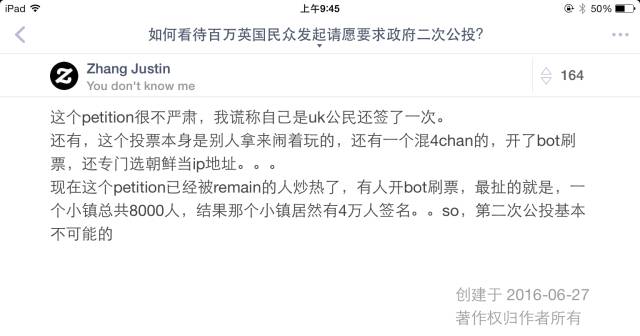 iPad 上午9:45 50%
如何看待百万英国民众发起请愿要求政府二次公投?
Zhang Justin
You don't know me
164
这个petition很不严肃，我谎称自己是uk公民还签了一次。
还有，这个投票本身是别人拿来闹着玩的，还有一个混4chan的，开了bot刷
票，还专门选朝鲜当ip地址。。。
现在这个petition已经被remain的人炒热了，有人开bot刷票，最扯的就是，一
个小镇总共8000人，结果那个小镇居然有4万人签名。。so，第二次公投基本
不可能的
创建于 2016-06-27
著作权归作者所有